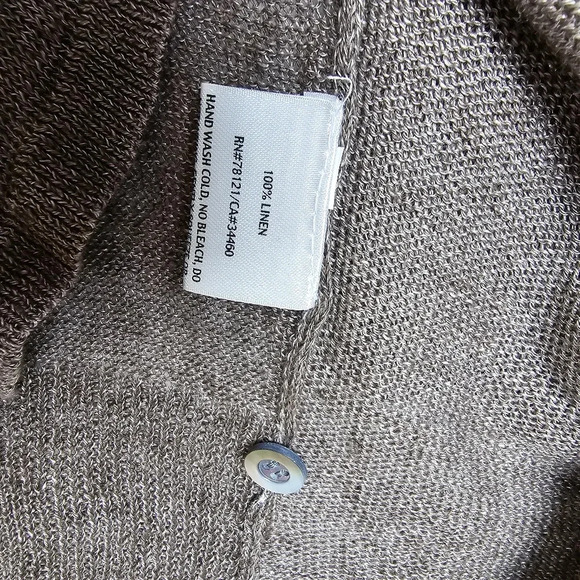 100% LINEN
RN#78121/CA#34460
HAND WASH COLD, NO BLEACH, DO